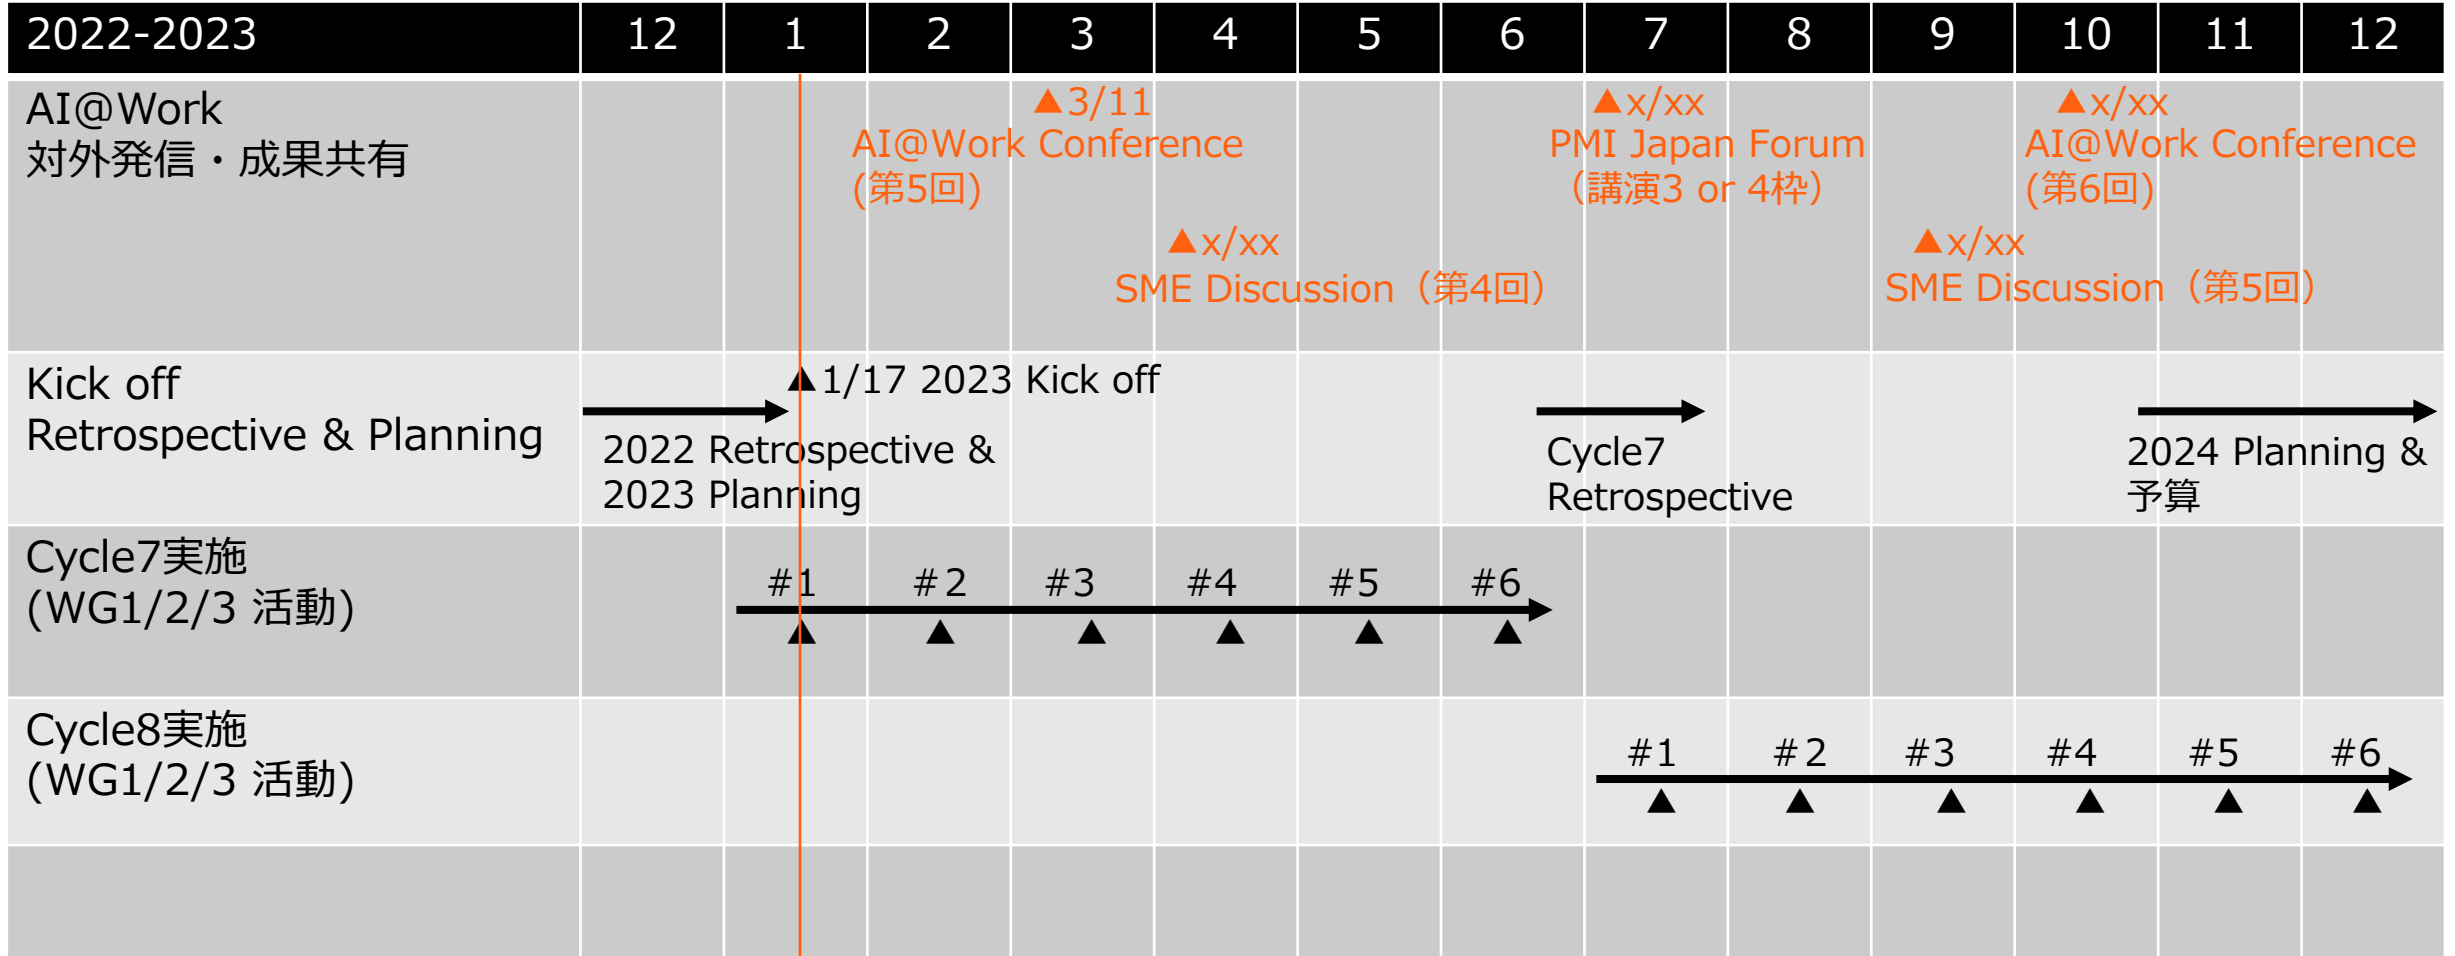 2022-2023 12 1 2 3 4 5 6 7 8 9 10 11 12
AI@Work
対外発信・成果共有
▲3/11
AI@Work Conference
(第5回)
▲x/xx
SME Discussion（第4回）
▲x/xx
PMI Japan Forum
（講演3 or 4枠）
▲x/xx
AI@Work Conference
(第6回)
▲x/xx
SME Discussion（第5回）
Kick off
Retrospective & Planning
▲1/17 2023 Kick off
2022 Retrospective &
2023 Planning
Cycle7
Retrospective
2024 Planning &
予算
Cycle7実施
(WG1/2/3 活動)
#1 #2 #3 #4 #5 #6
▲ ▲ ▲ ▲ ▲ ▲
Cycle8実施
(WG1/2/3 活動)
#1 #2 #3 #4 #5 #6
▲ ▲ ▲ ▲ ▲ ▲